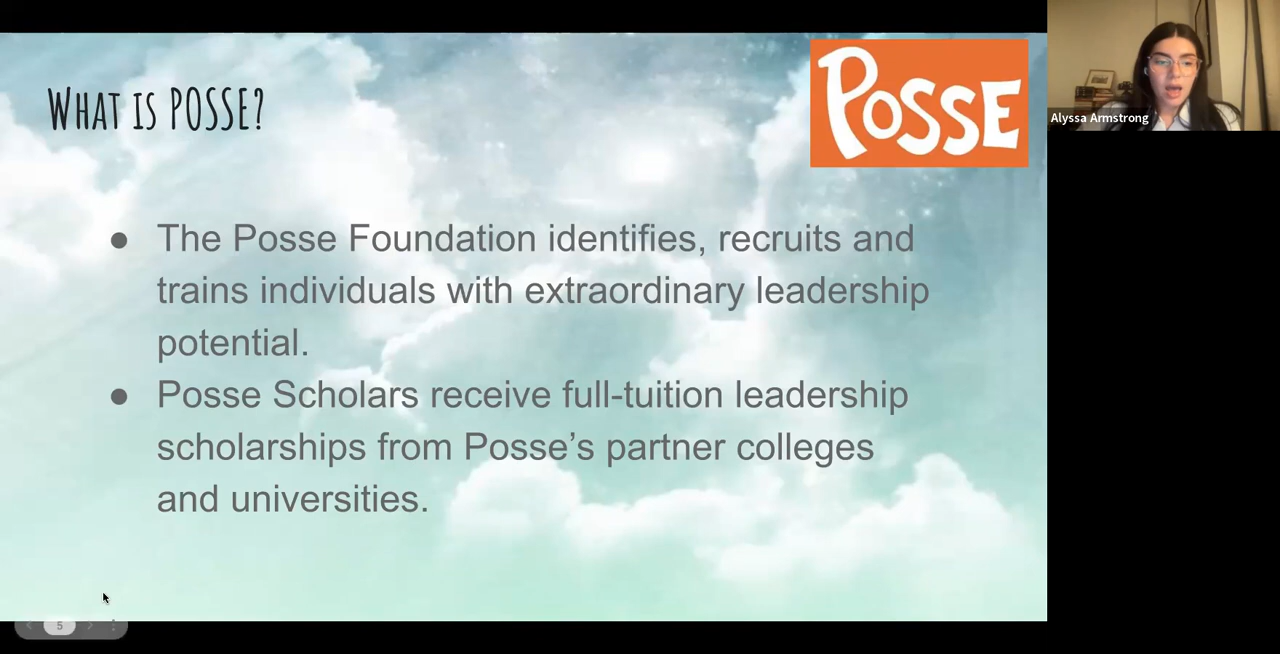 What is POSSE?
POSSE
Alyssa Armstrong
● The Posse Foundation identifies, recruits and
trains individuals with extraordinary leadership
potential.
● Posse Scholars receive full-tuition leadership
scholarships from Posse’s partner colleges
and universities.
5